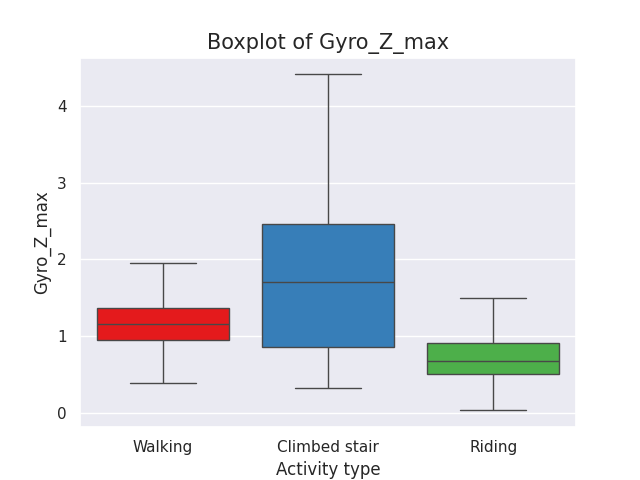 Boxplot of Gyro_Z_max
Gyro_Z_max
4
3
2
1
0
Walking
Climbed stair
Riding
Activity type